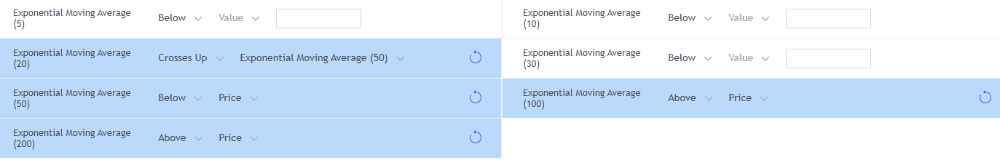 Exponential Moving Average
(5)
Below Value
Exponential Moving Average
(10)
Below Value
Exponential Moving Average
(20)
Crosses Up Exponential Moving Average (50)
Exponential Moving Average
(30)
Below Value
Exponential Moving Average
(50)
Below Price
Exponential Moving Average
(100)
Above Price
Exponential Moving Average
(200)
Above Price